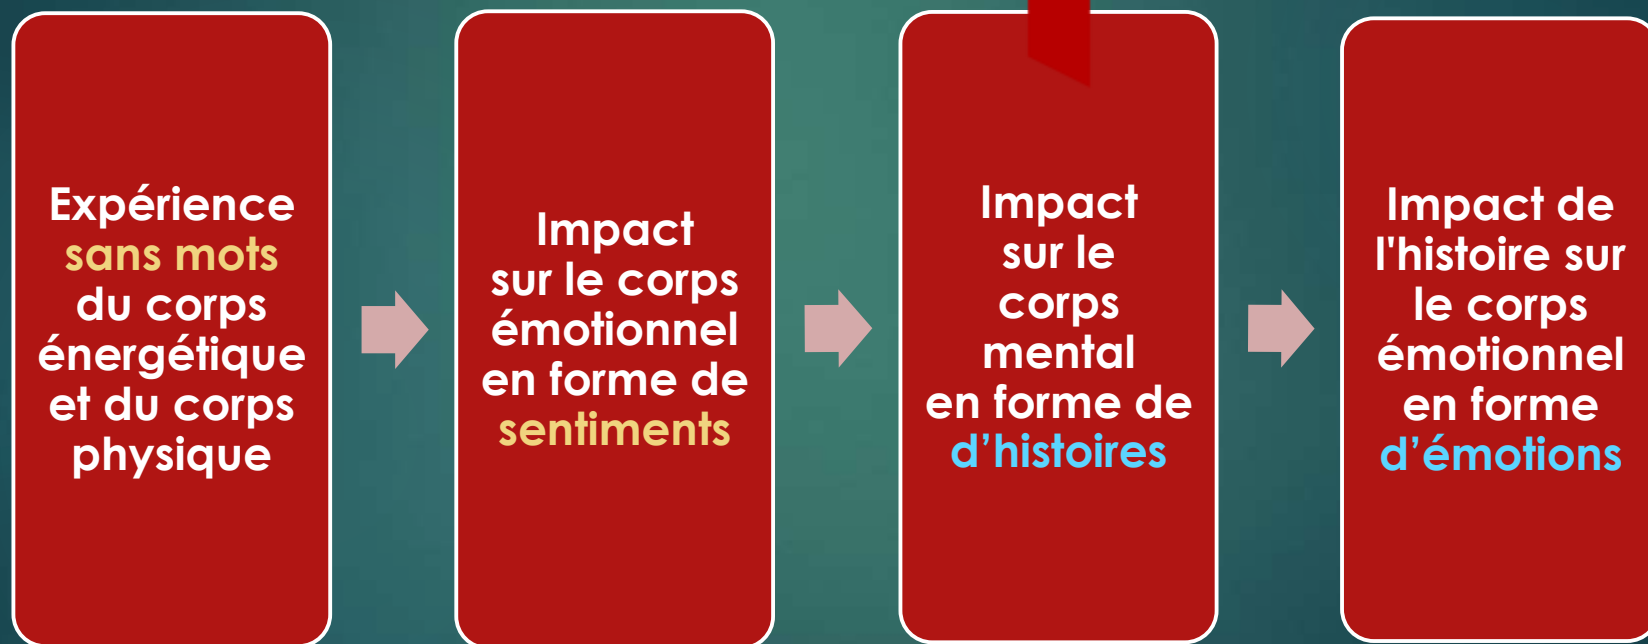 Expérience
sans mots
du corps
énergétique
et du corps
physique
Impact
sur le corps
émotionnel
en forme de
sentiments
Impact
sur le
corps
mental
en forme de
d’histoires
Impact de
l'histoire sur
le corps
émotionnel
en forme
d’émotions